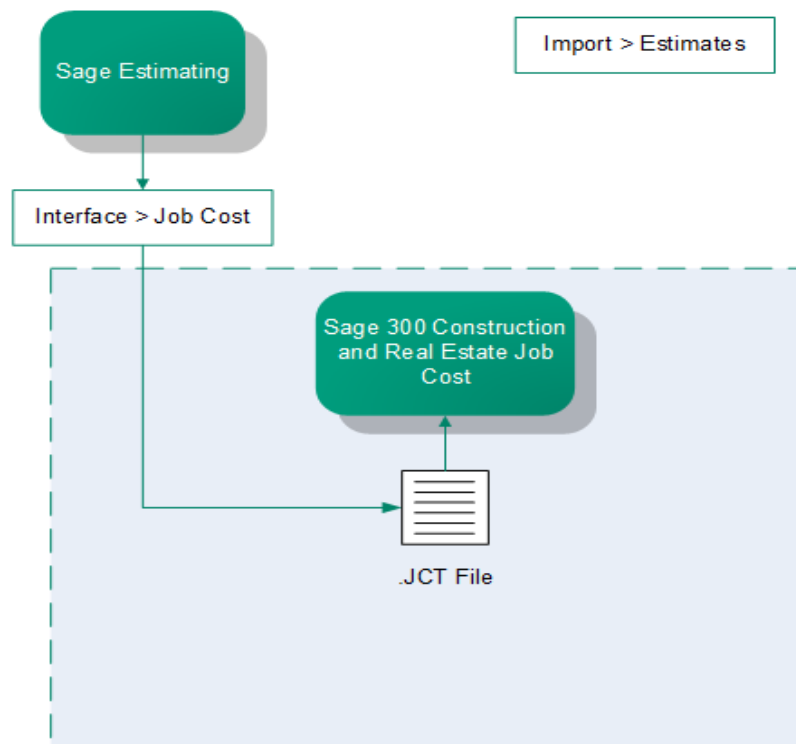 Sage Estimating
Import > Estimates
Interface > Job Cost
Sage 300 Construction
and Real Estate Job
Cost
.JCT File